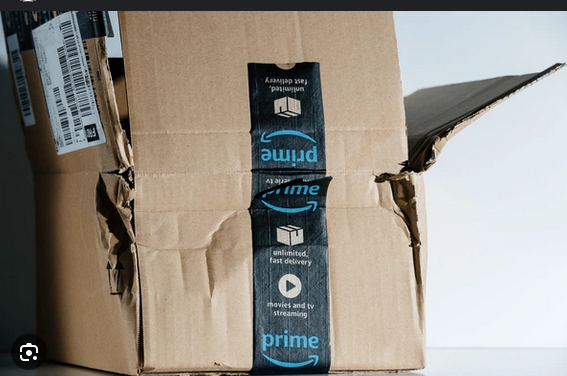 fast delivery
unlimited,
prime
prime
unlimited,
fast delivery
movies and tv
streaming
prime